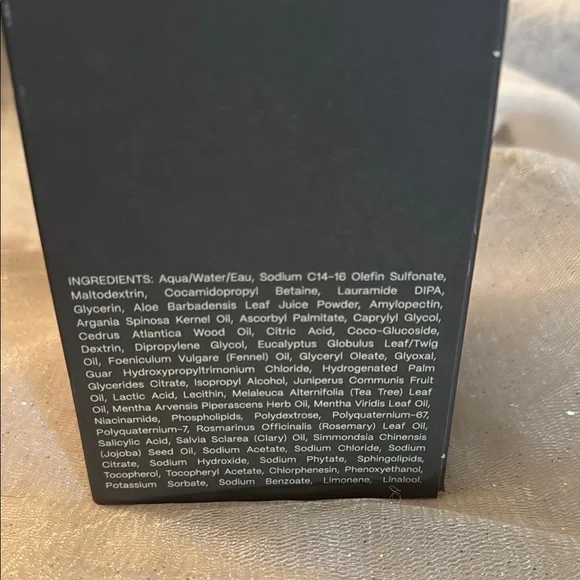 INGREDIENTS: Aqua/Water/Eau, Sodium C14-16 Olefin Sulfonate,
Maltodextrin, Cocamidopropyl Betaine, Lauramide DIPA,
Glycerin, Aloe Barbadensis Leaf Juice Powder, Amylopectin,
Argania Spinosa Kernel Oil, Ascorbyl Palmitate, Caprylyl Glycol,
Cedrus Atlantica Wood Oil, Citric Acid, Coco-Glucoside,
Dextrin, Dipropylene Glycol, Eucalyptus Globulus Leaf/Twig
Oil, Foeniculum Vulgare (Fennel) Oil, Glyceryl Oleate, Glyoxal,
Guar Hydroxypropyltrimonium Chloride, Hydrogenated Palm
Glycerides Citrate, Isopropyl Alcohol, Juniperus Communis Fruit
Oil, Lactic Acid, Lecithin, Melaleuca Alternifolia (Tea Tree) Leaf
Oil, Mentha Arvensis Piperascens Herb Oil, Mentha Viridis Leaf Oil,
Niacinamide, Phospholipids, Polydextrose, Polyquaternium-67,
Polyquaternium-7, Rosmarinus Officinalis (Rosemary) Leaf Oil,
Salicylic Acid, Salvia Sclarea (Clary) Oil, Simmondsia Chinensis
(Jojoba) Seed Oil, Sodium Acetate, Sodium Chloride, Sodium
Citrate, Sodium Hydroxide, Sodium Phytate, Sphingolipids,
Tocopherol, Tocopheryl Acetate, Chlorphenesin, Phenoxyethanol,
Potassium Sorbate, Sodium Benzoate, Limonene, Linalool.